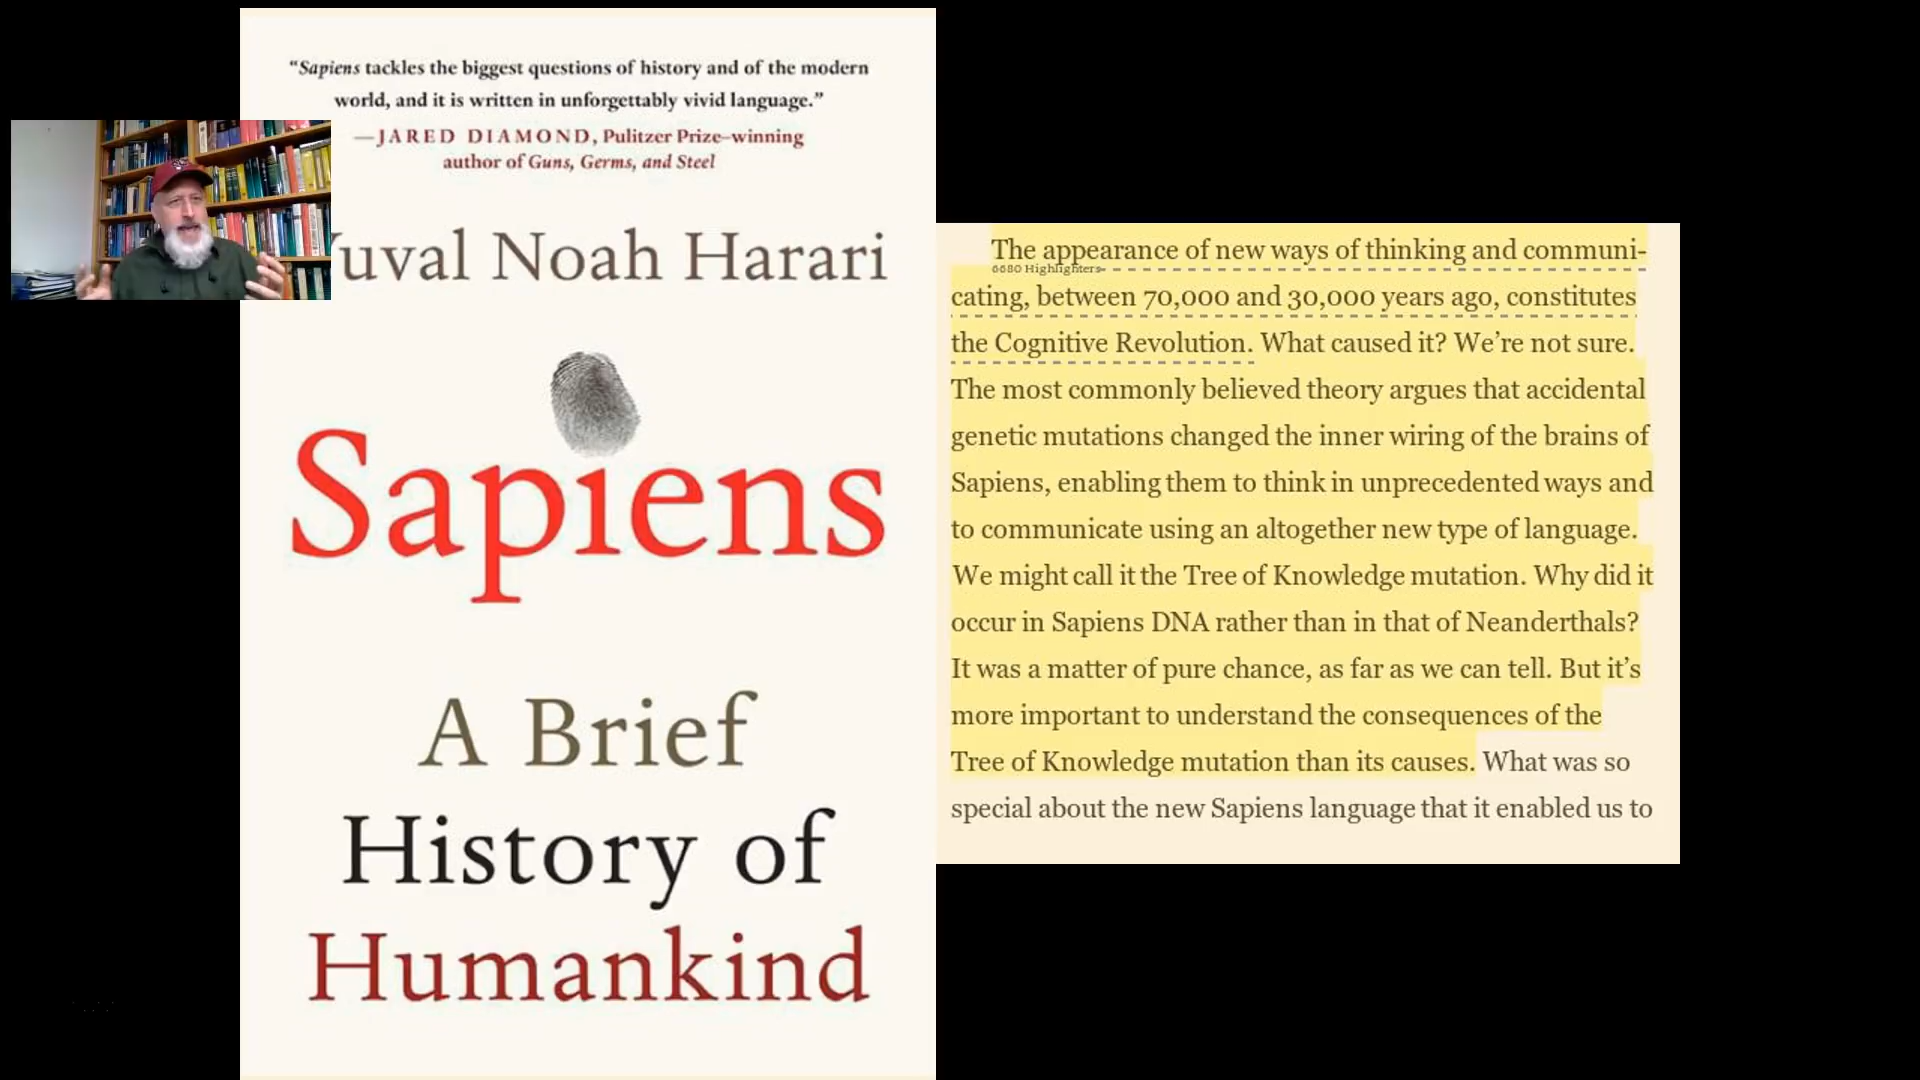 “Sapiens tackles the biggest questions of history and of the modern
world, and it is written in unforgettably vivid language.”
—JARED DIAMOND, Pulitzer Prize–winning
author of Guns, Germs, and Steel
Yuval Noah Harari
Sapiens
A Brief
History of
Humankind
The appearance of new ways of thinking and communi-
6680 Highlighters
cating, between 70,000 and 30,000 years ago, constitutes
the Cognitive Revolution. What caused it? We’re not sure.
The most commonly believed theory argues that accidental
genetic mutations changed the inner wiring of the brains of
Sapiens, enabling them to think in unprecedented ways and
to communicate using an altogether new type of language.
We might call it the Tree of Knowledge mutation. Why did it
occur in Sapiens DNA rather than in that of Neanderthals?
It was a matter of pure chance, as far as we can tell. But it’s
more important to understand the consequences of the
Tree of Knowledge mutation than its causes. What was so
special about the new Sapiens language that it enabled us to